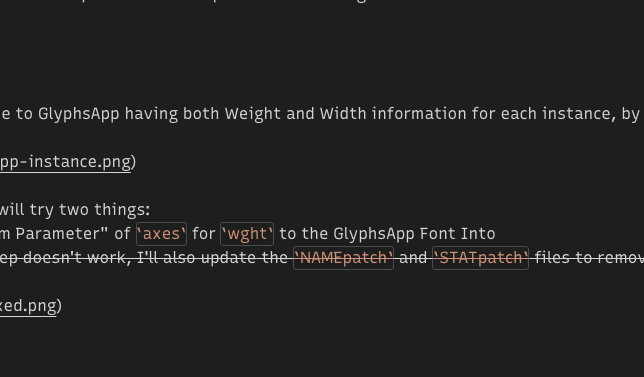 e to GlyphsApp having both Weight and Width information for each instance, by
pp-instance.png)
will try two things:
m Parameter" of `axes` for `wght` to the GlyphsApp Font Into
ep doesn't work, I'll also update the `NAMEpatch` and `STATpatch` files to remov
xed.png)